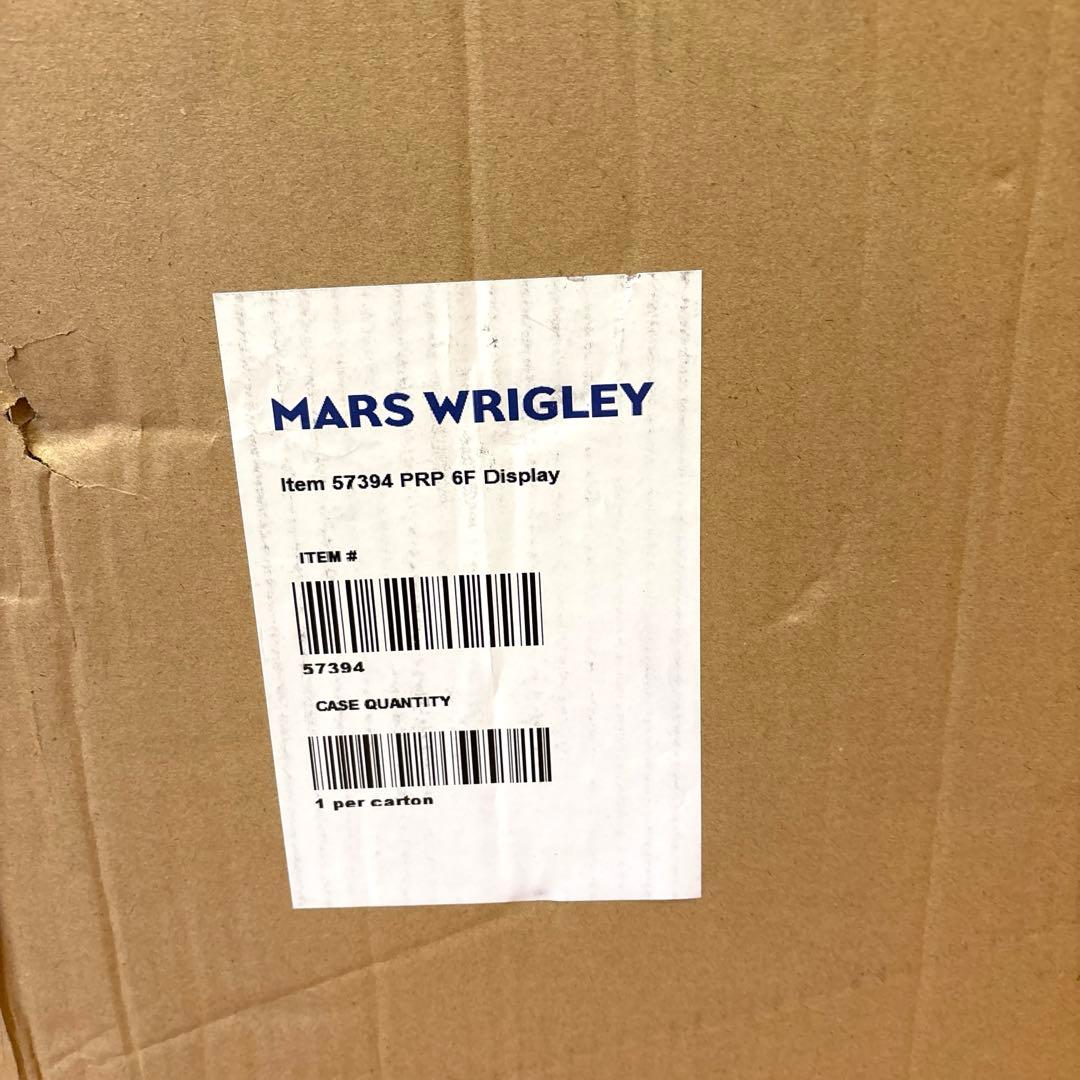 MARS WRIGLEY
Item 57394 PRP 6F Display
ITEM #
57394
CASE QUANTITY
1 per carton